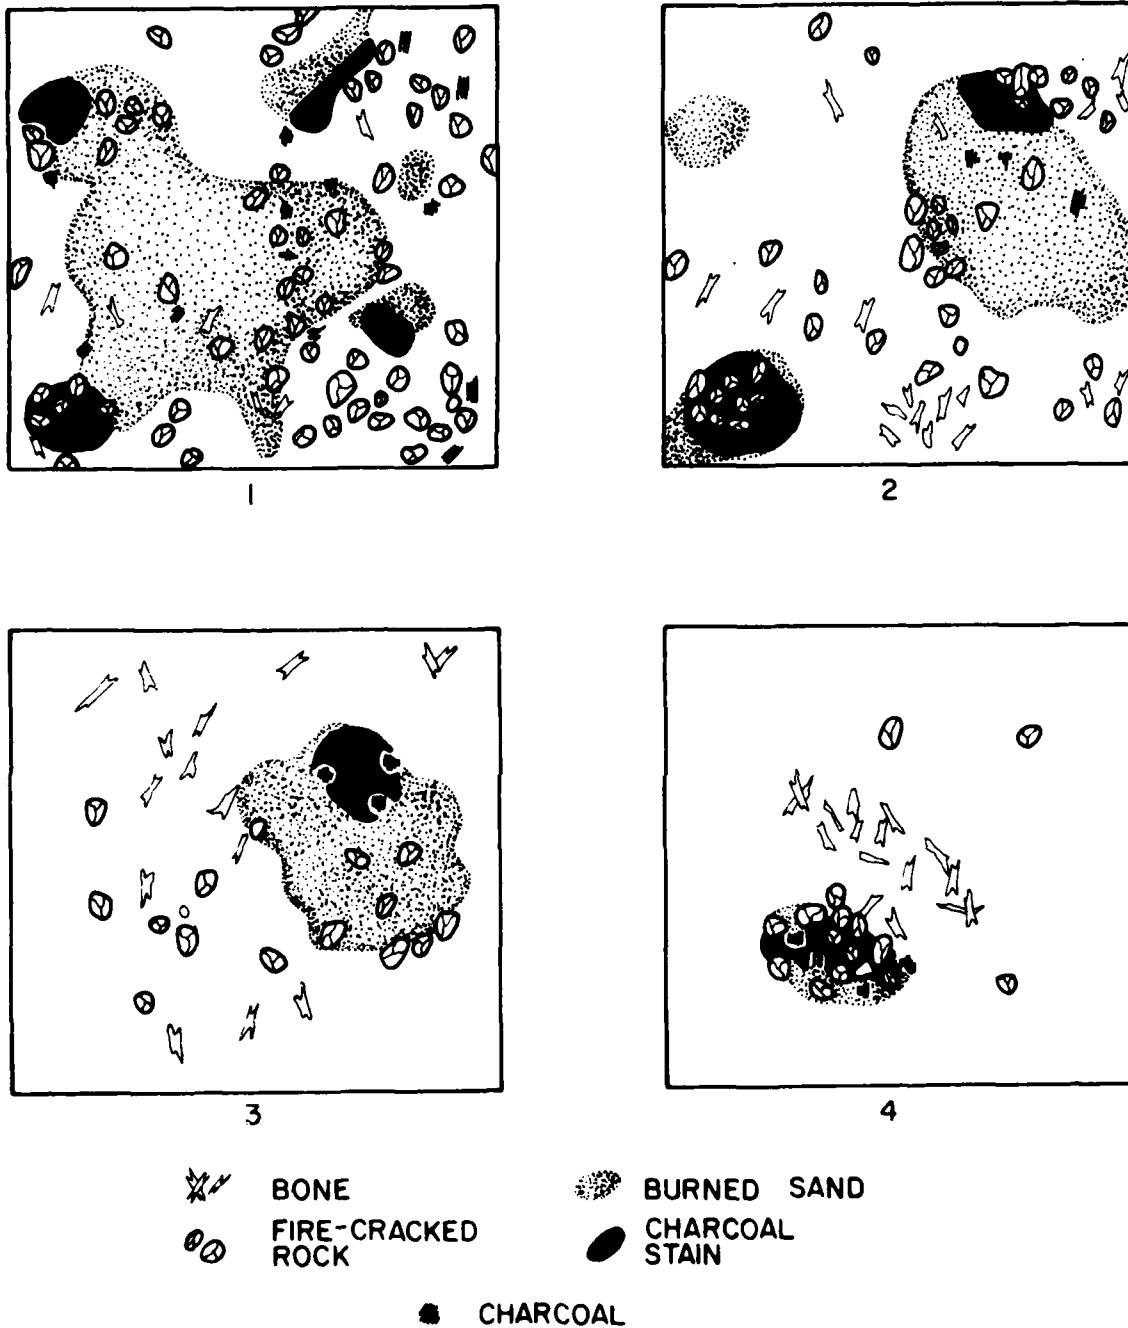 1
2
3
4
BONE
BURNED SAND
FIRE-CRACKED
ROCK
CHARCOAL
STAIN
CHARCOAL